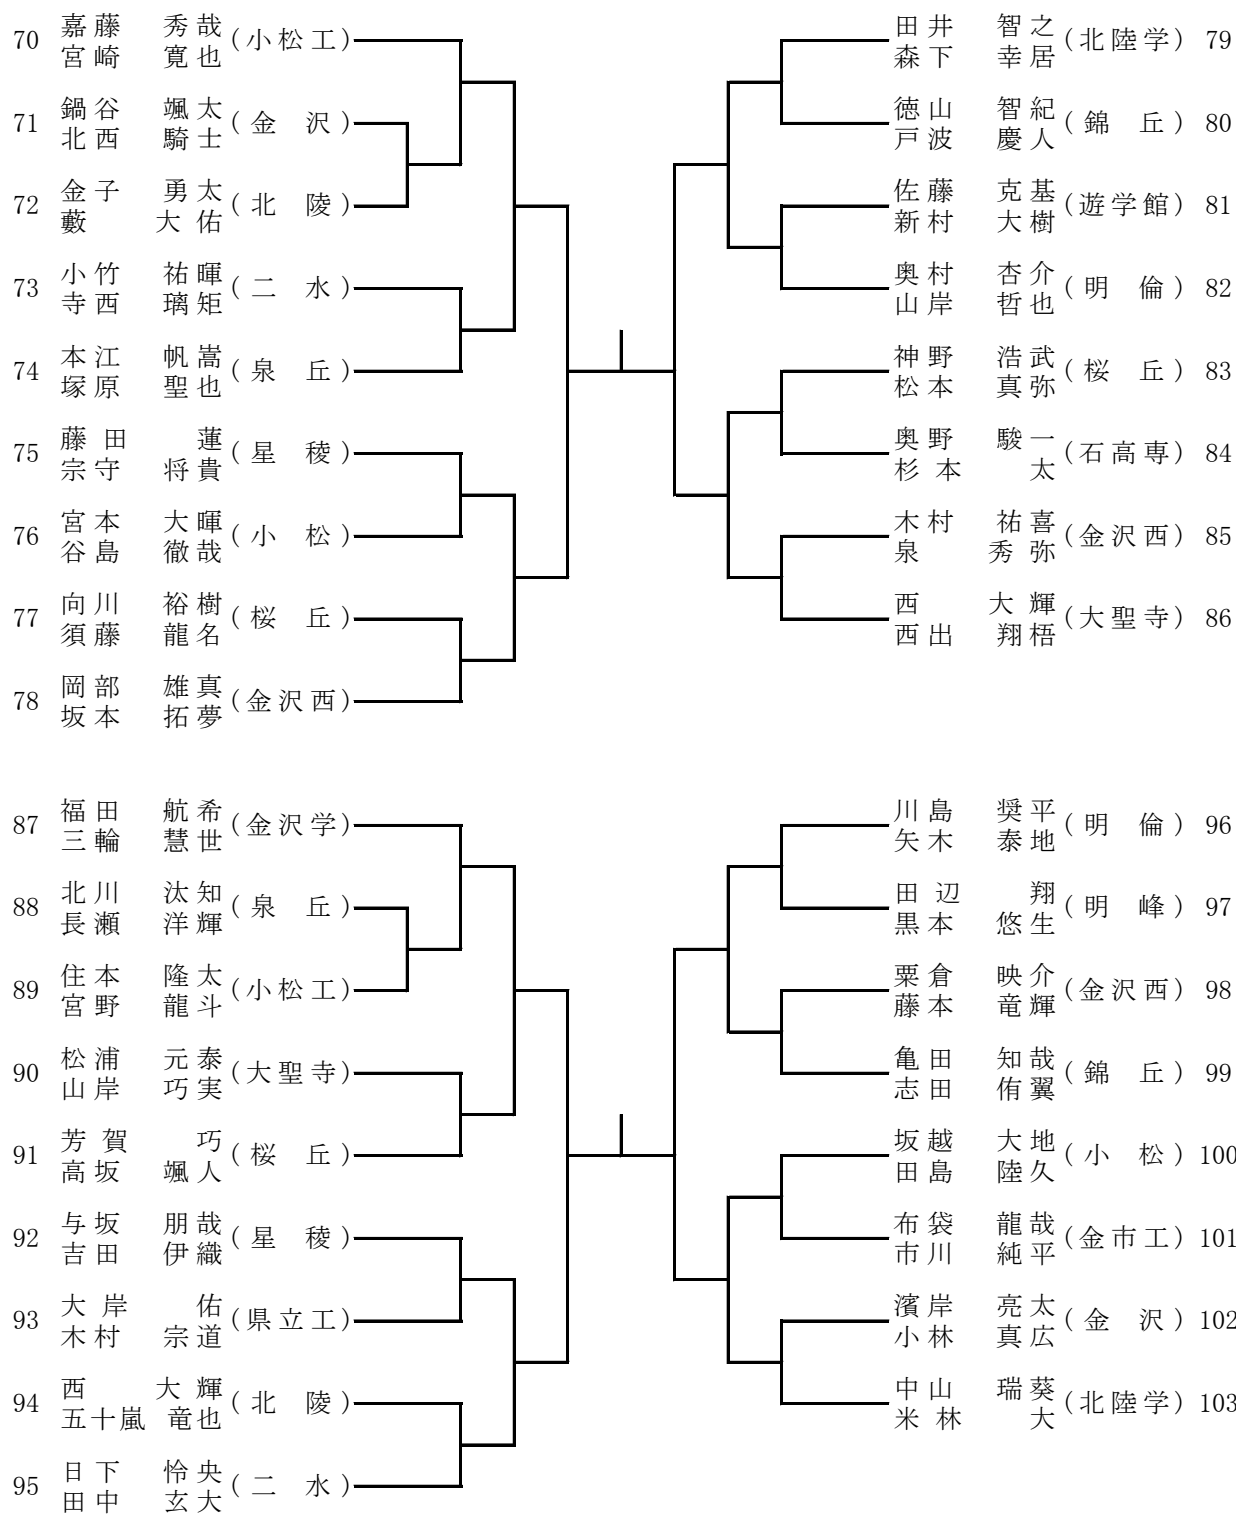 70 嘉藤 秀哉 (小松工)
宮崎 寛也
71 鍋谷 颯太 (金沢)
北西 騎士
72 金子 勇太 (北陵)
藪 大佑
73 小竹 祐暉 (二水)
寺西 璃矩
74 本江 帆嵩 (泉丘)
塚原 聖也
75 藤田 蓮 (星稜)
宗守 将貴
76 宮本 大暉 (小松)
谷島 徹哉
77 向川 裕樹 (桜丘)
須藤 龍名
78 岡部 雄真 (金沢西)
坂本 拓夢
田井 智之 (北陸学) 79
森下 幸居
徳山 智紀 (錦丘) 80
戸波 慶人
佐藤 克基 (遊学館) 81
新村 大樹
奥村 杏介 (明倫) 82
山岸 哲也
神野 浩武 (桜丘) 83
松本 真弥
奥野 駿一 (石高専) 84
杉本 太
木村 祐喜 (金沢西) 85
泉 秀弥
西 大輝 (大聖寺) 86
西出 翔梧
87 福田 航希 (金沢学)
三輪 慧世
88 北川 汰知 (泉丘)
長瀬 洋輝
89 住本 隆太 (小松工)
宮野 龍斗
90 松浦 元泰 (大聖寺)
山岸 巧実
91 芳賀 巧 (桜丘)
高坂 颯人
92 与坂 朋哉 (星稜)
吉田 伊織
93 大岸 佑 (県立工)
木村 宗道
94 西 大輝 (北陵)
五十嵐 竜也
95 日下 怜央 (二水)
田中 玄大
川島 奨平 (明倫) 96
矢木 泰地
田辺 翔 (明峰) 97
黒本 悠生
粟倉 映介 (金沢西) 98
藤本 竜輝
亀田 知哉 (錦丘) 99
志田 侑翼
坂越 大地 (小松) 100
田島 陸久
布袋 龍哉 (金市工) 101
市川 純平
濱岸 亮太 (金沢) 102
小林 真広
中山 瑞葵 (北陸学) 103
米林 大